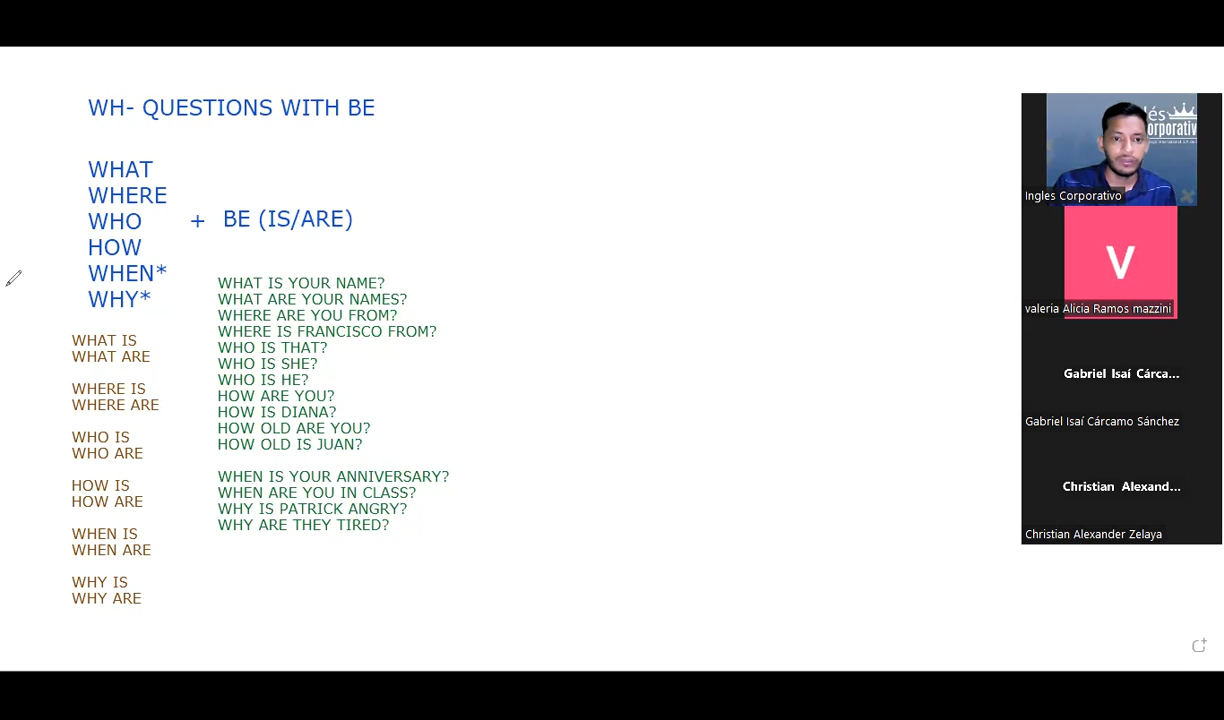 WH- QUESTIONS WITH BE
WHAT
WHERE
WHO
HOW
WHEN*
WHY*
+ BE (IS/ARE)
WHAT IS
WHAT ARE
WHERE IS
WHERE ARE
WHO IS
WHO ARE
HOW IS
HOW ARE
WHEN IS
WHEN ARE
WHY IS
WHY ARE
WHAT IS YOUR NAME?
WHAT ARE YOUR NAMES?
WHERE ARE YOU FROM?
WHERE IS FRANCISCO FROM?
WHO IS THAT?
WHO IS SHE?
WHO IS HE?
HOW ARE YOU?
HOW IS DIANA?
HOW OLD ARE YOU?
HOW OLD IS JUAN?
WHEN IS YOUR ANNIVERSARY?
WHEN ARE YOU IN CLASS?
WHY IS PATRICK ANGRY?
WHY ARE THEY TIRED?
Ingles Corporativo
V
valeria Alicia Ramos mazzini
Gabriel Isaí Cárca...
Gabriel Isaí Cárcamo Sánchez
Christian Alexand...
Christian Alexander Zelaya